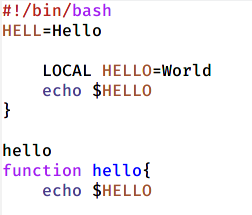 #!/bin/bash
HELL=Hello

    LOCAL HELLO=World
    echo $HELLO
}

hello
function hello{
    echo $HELLO